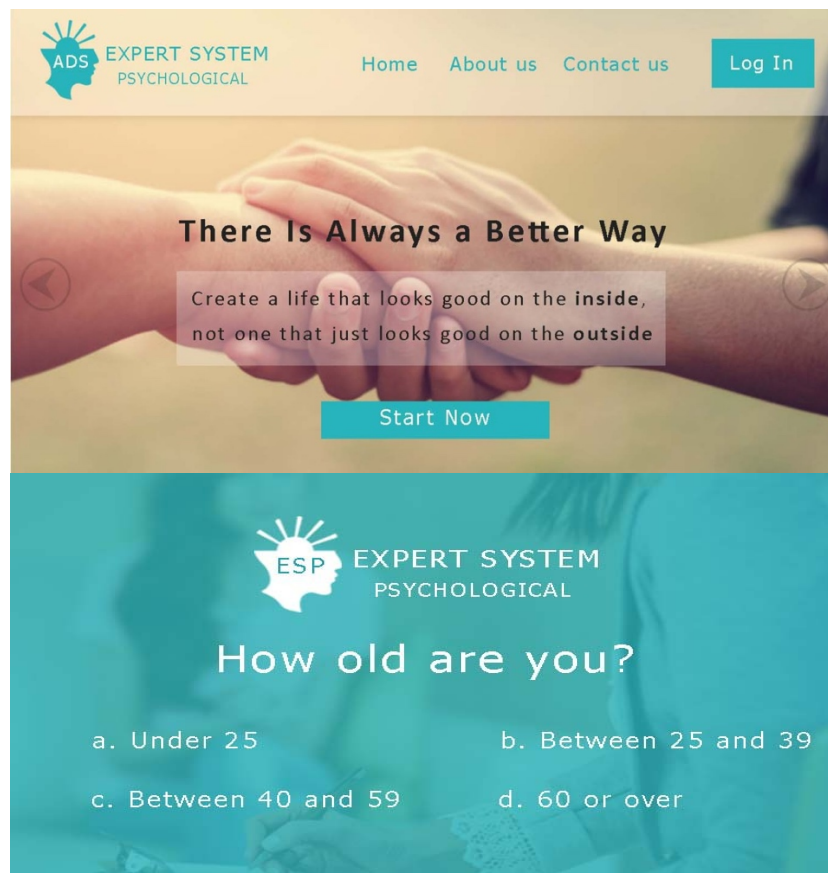 ADS
EXPERT SYSTEM
PSYCHOLOGICAL
Home About us Contact us Log In
There Is Always a Better Way
Create a life that looks good on the inside,
not one that just looks good on the outside
Start Now
ESP
EXPERT SYSTEM
PSYCHOLOGICAL
How old are you?
a. Under 25 b. Between 25 and 39
c. Between 40 and 59 d. 60 or over